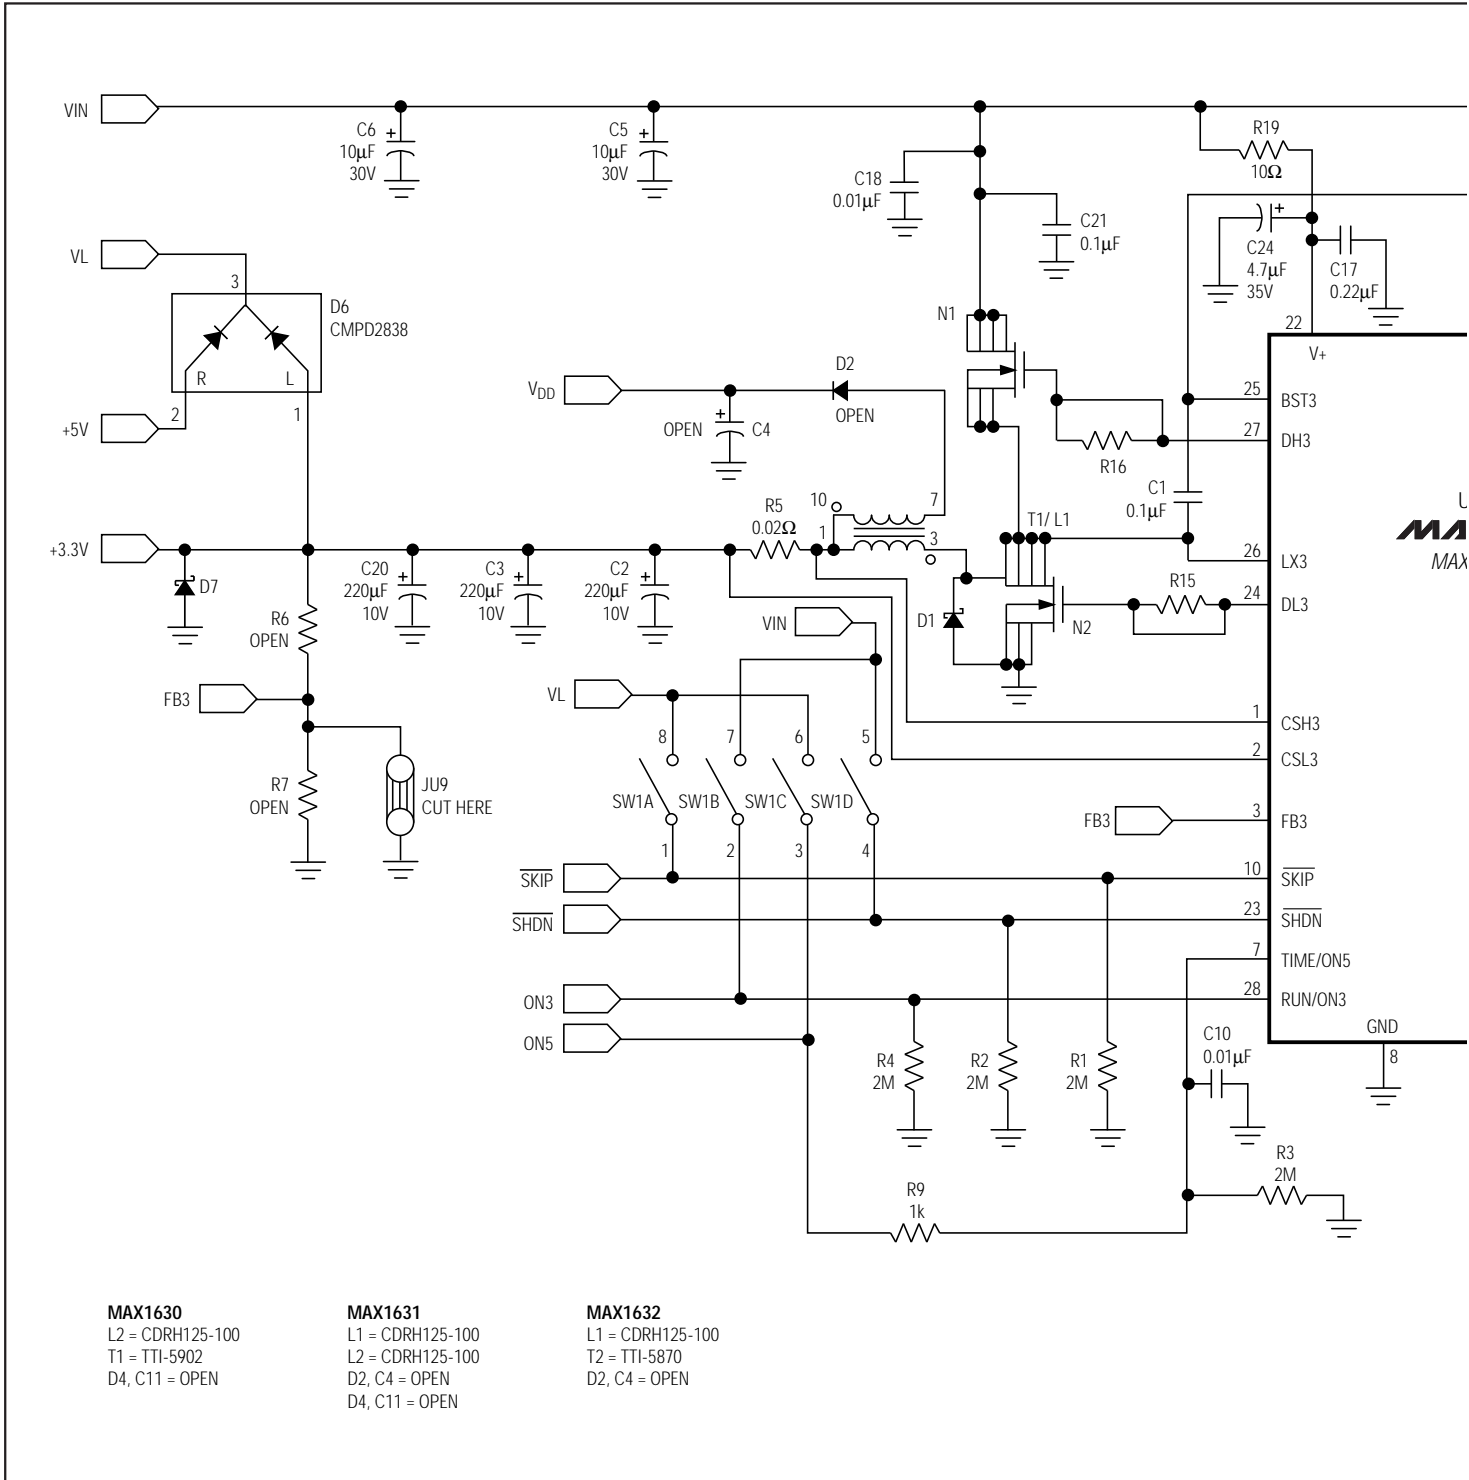 VIN
C6
10µF
30V
C5
10µF
30V
C18
0.01µF
C21
0.1µF
R19
10Ω
C24
4.7µF
35V
C17
0.22µF
VL
3
D6
CMPD2838
R
L
2
1
+5V
VDD
D2
OPEN
OPEN
C4
N1
22
V+
25
BST3
27
DH3
R16
C1
0.1µF
+3.3V
D7
C20
220µF
10V
C3
220µF
10V
C2
220µF
10V
R5
0.02Ω
10
7
1
3
T1/ L1
26
LX3
R15
24
DL3
D1
N2
U
MA
MAX
R6
OPEN
FB3
R7
OPEN
JU9
CUT HERE
VIN
VL
8
7
6
5
SW1A
SW1B
SW1C
SW1D
1
2
3
4
1
CSH3
2
CSL3
FB3
3
FB3
SKIP
10
SKIP
SHDN
23
SHDN
7
TIME/ON5
ON3
28
RUN/ON3
ON5
GND
8
R4
2M
R2
2M
R1
2M
C10
0.01µF
R3
2M
R9
1k
MAX1630
L2 = CDRH125-100
T1 = TTI-5902
D4, C11 = OPEN
MAX1631
L1 = CDRH125-100
L2 = CDRH125-100
D2, C4 = OPEN
D4, C11 = OPEN
MAX1632
L1 = CDRH125-100
T2 = TTI-5870
D2, C4 = OPEN